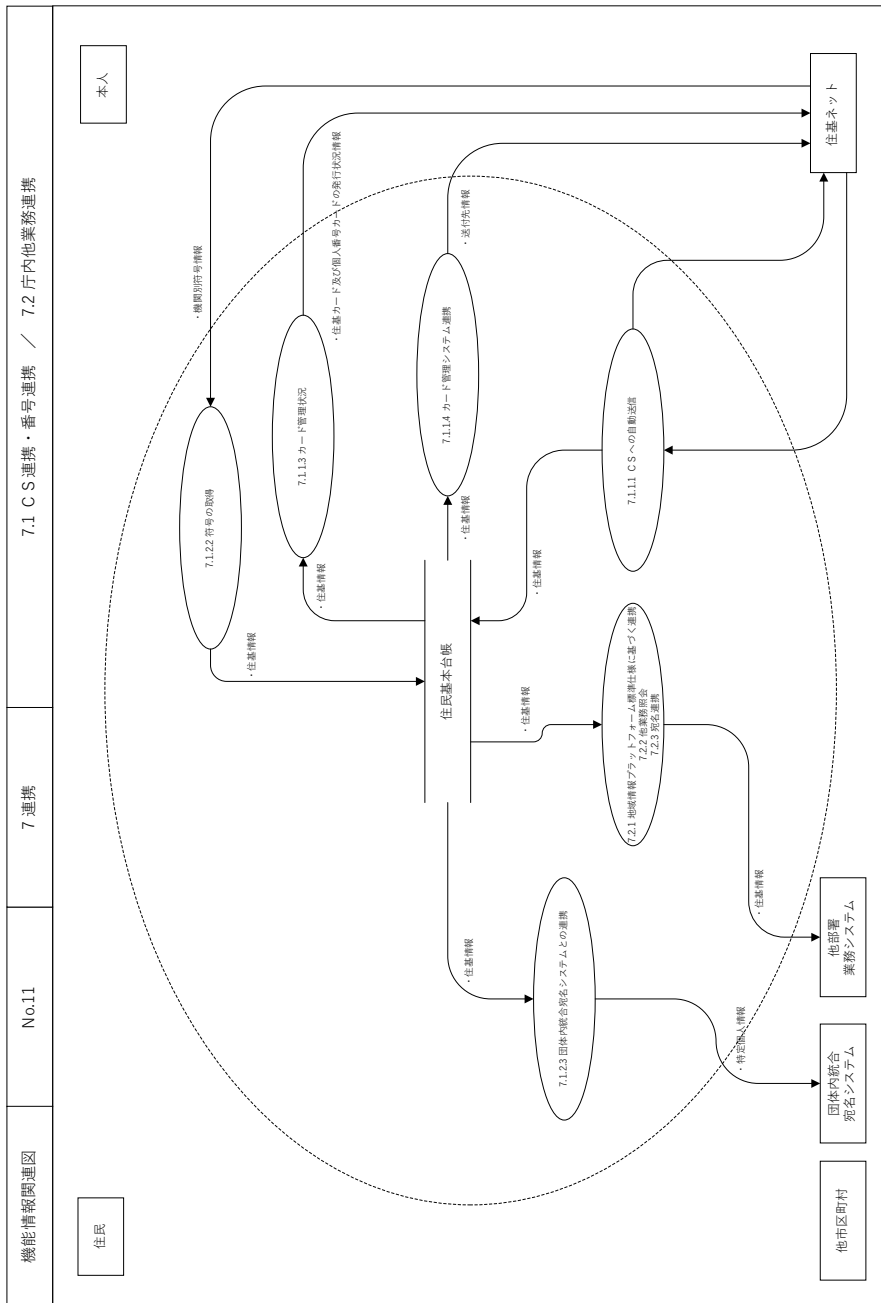 機能情報関連図
No.11
7 連携
7.1 ＣＳ連携・番号連携　／　7.2 庁内他業務連携
住民
本人
・機関別符号情報
7.1.2.2 符号の取得
・住基カード及び個人番号カードの発行状況情報
7.1.1.3 カード管理状況
・住基情報
・住基情報
・送付先情報
7.1.1.4 カード管理システム連携
・住基情報
住民基本台帳
・住基情報
・住基情報
・住基情報
7.1.2.3 団体内統合宛名システムとの連携
7.2.1 地域情報プラットフォーム標準仕様に基づく連携
7.2.2 他業務照会
7.2.3 宛名連携
7.1.1.1 ＣＳへの自動送信
・特定個人情報
・住基情報
他市区町村
団体内統合
宛名システム
他部署
業務システム
住基ネット